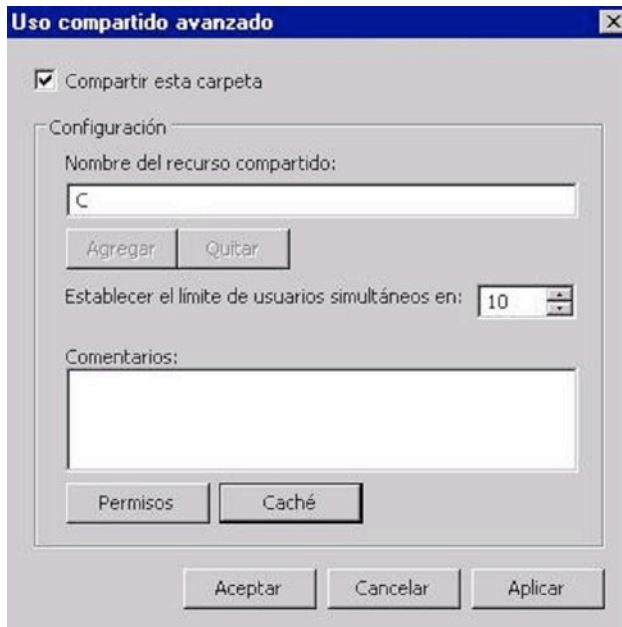 Uso compartido avanzado
Compartir esta carpeta
Configuración
Nombre del recurso compartido:
C
Agregar Quitar
Establecer el límite de usuarios simultáneos en: 10
Comentarios:
Permisos Caché
Aceptar Cancelar Aplicar